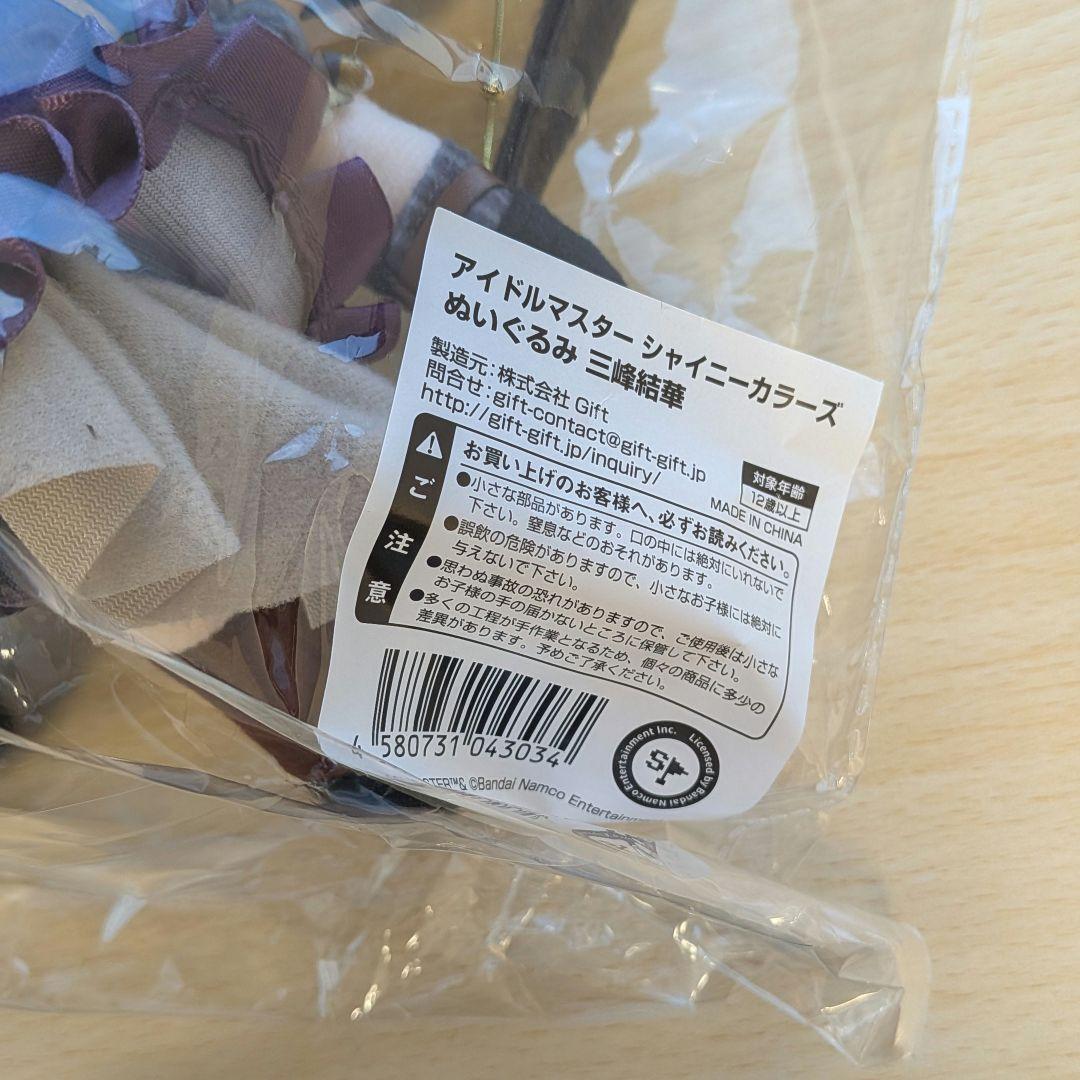 アイドルマスター シャイニーカラーズ
ぬいぐるみ 三峰結華
製造元:株式会社 Gift
問合せ:gift-contact@gift-gift.jp
http://gift-gift.jp/inquiry/
対象年齢
12歳以上
MADE IN CHINA
ご注意
お買い上げのお客様へ、必ずお読みください。
●小さな部品があります。口の中には絶対にいれないで
下さい。窒息などのおそれがあります。
●誤飲の危険がありますので、小さなお子様には絶対に
与えないで下さい。
●思わぬ事故の恐れがありますので、ご使用後は小さな
お子様の手の届かないところに保管して下さい。
●多くの工程が手作業となるため、個々の商品に多少の
差異があります。予めご了承ください。
4 580731 043034
Licensed by Bandai Namco Entertainment Inc.
STER™& ©Bandai Namco Entertainm